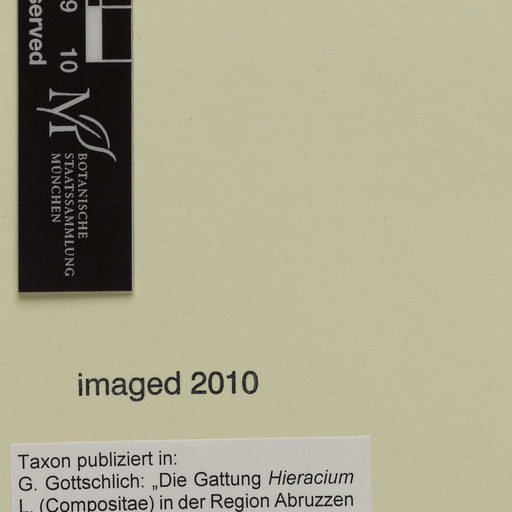 served
9 10
BOTANISCHE
STAATSSAMMLUNG
MÜNCHEN
imaged 2010
Taxon publiziert in:
G. Gottschlich: „Die Gattung Hieracium
L. (Compositae) in der Region Abruzzen